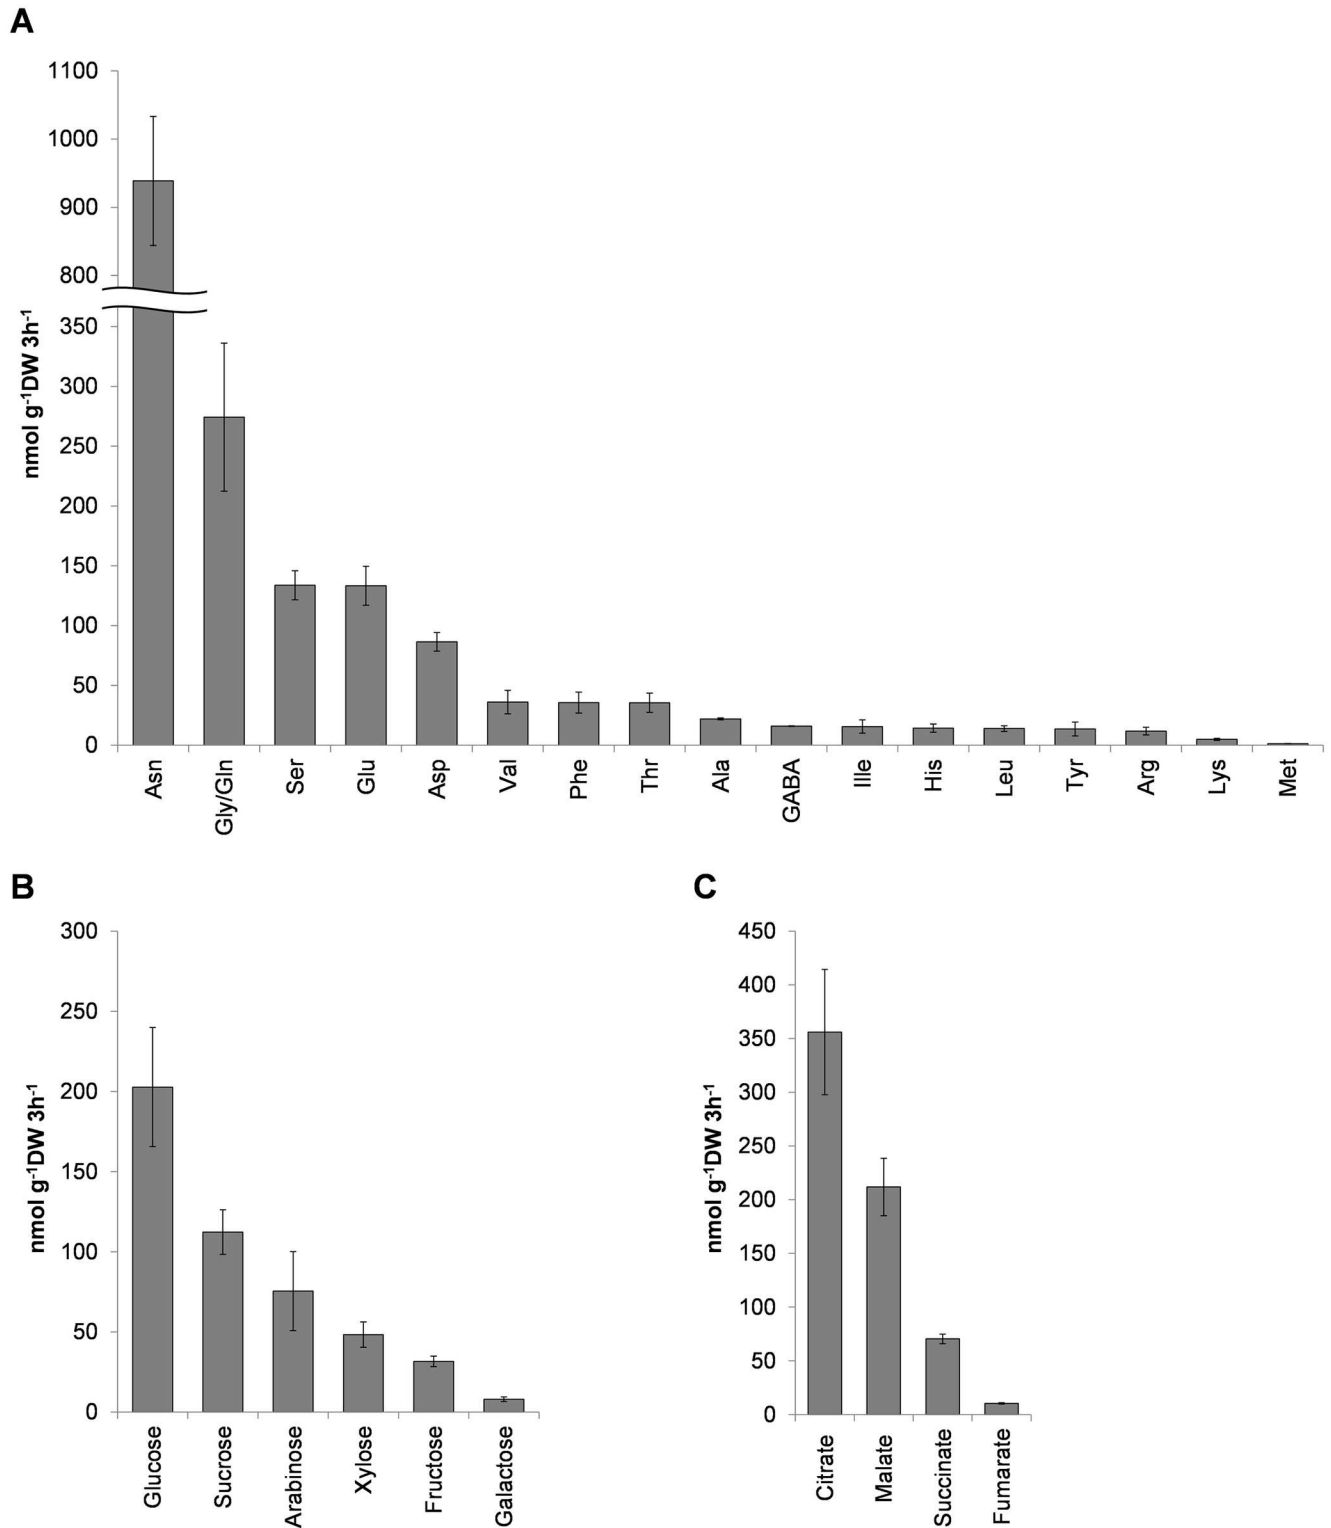 A
1100
1000
900
800
350
300
250
200
150
100
50
0
nmol g⁻¹DW 3h⁻¹
Asn
Gly/Gln
Ser
Glu
Asp
Val
Phe
Thr
Ala
GABA
Ille
His
Leu
Tyr
Arg
Lys
Met
B
300
250
200
150
100
50
0
nmol g⁻¹DW 3h⁻¹
Glucose
Sucrose
Arabinose
Xylose
Fructose
Galactose
C
450
400
350
300
250
200
150
100
50
0
nmol g⁻¹DW 3h⁻¹
Citrate
Malate
Succinate
Fumarate